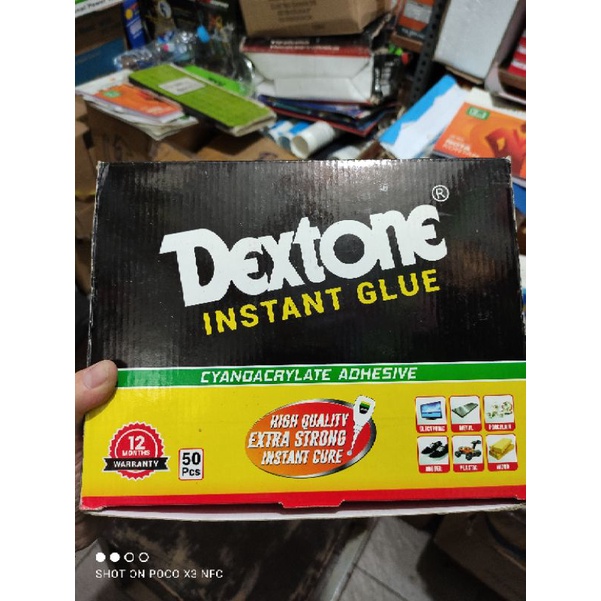 Dextone®
INSTANT GLUE
CYANOACRYLATE ADHESIVE
HIGH QUALITY
EXTRA STRONG
INSTANT CURE!
12
MONTHS
WARRANTY
50
Pcs
METAL
PLASTIC
SHOT ON POCO X3 NFC